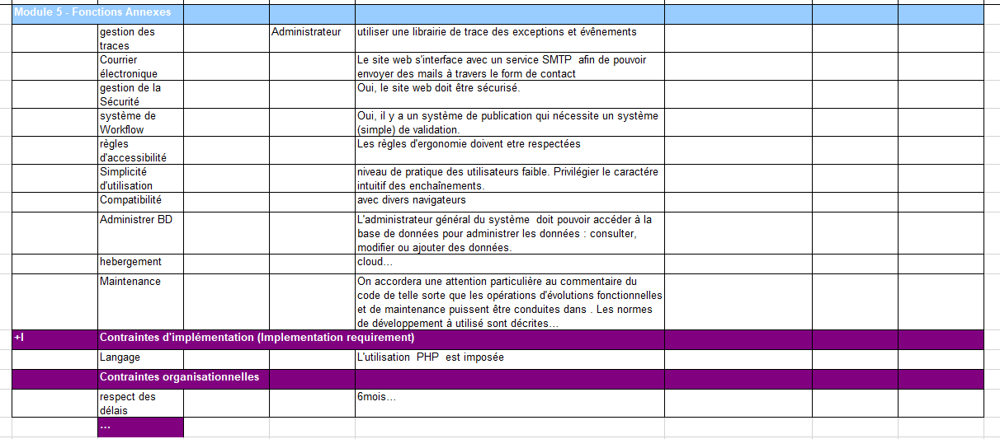 Module 5 - Fonctions Annexes
gestion des
traces
Administrateur
utiliser une librairie de trace des exceptions et évênements
Courrier
électronique
Le site web s'interface avec un service SMTP  afin de pouvoir
envoyer des mails à travers le form de contact
gestion de la
Sécurité
Oui, le site web doit être sécurisé.
système de
Workflow
Oui, il y a un système de publication qui nécessite un système
(simple) de validation.
règles
d'accessibilité
Les règles d'ergonomie doivent etre respectées
Simplicité
d'utilisation
niveau de pratique des utilisateurs faible. Privilégier le caractére
intuitif des enchaînements.
Compatibilité
avec divers navigateurs
Administrer BD
L'administrateur général du système  doit pouvoir accéder à la
base de données pour administrer les données : consulter,
modifier ou ajouter des données.
hebergement
cloud…
Maintenance
On accordera une attention particulière au commentaire du
code de telle sorte que les opérations d'évolutions fonctionnelles
et de maintenance puissent être conduites dans . Les normes
de développement à utilisé sont décrites…
+I
Contraintes d'implémentation (Implementation requirement)
Langage
L'utilisation  PHP  est imposée
Contraintes organisationnelles
respect des
délais
6mois…
…